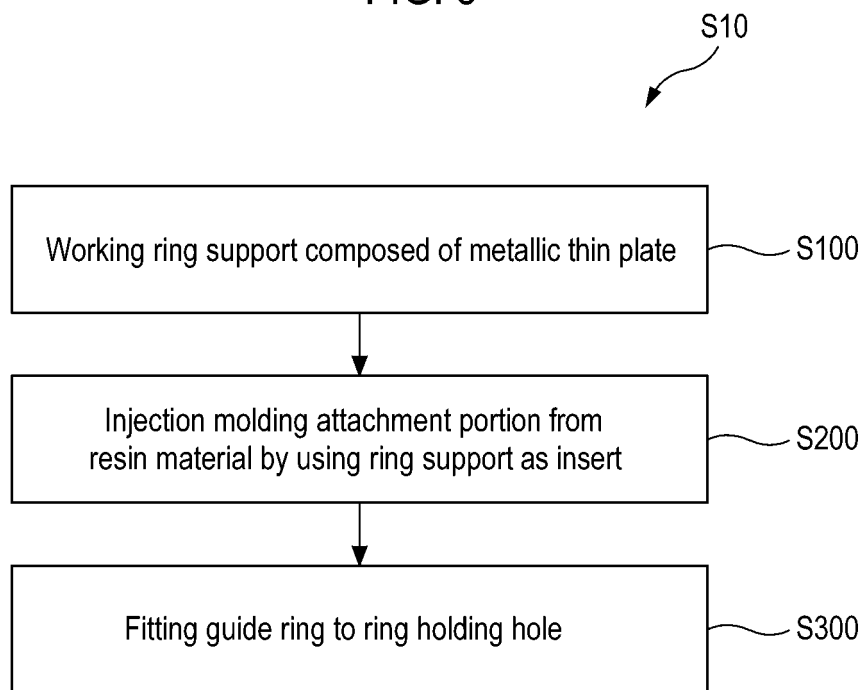 S10
Working ring support composed of metallic thin plate
S100
Injection molding attachment portion from
resin material by using ring support as insert
S200
Fitting guide ring to ring holding hole
S300